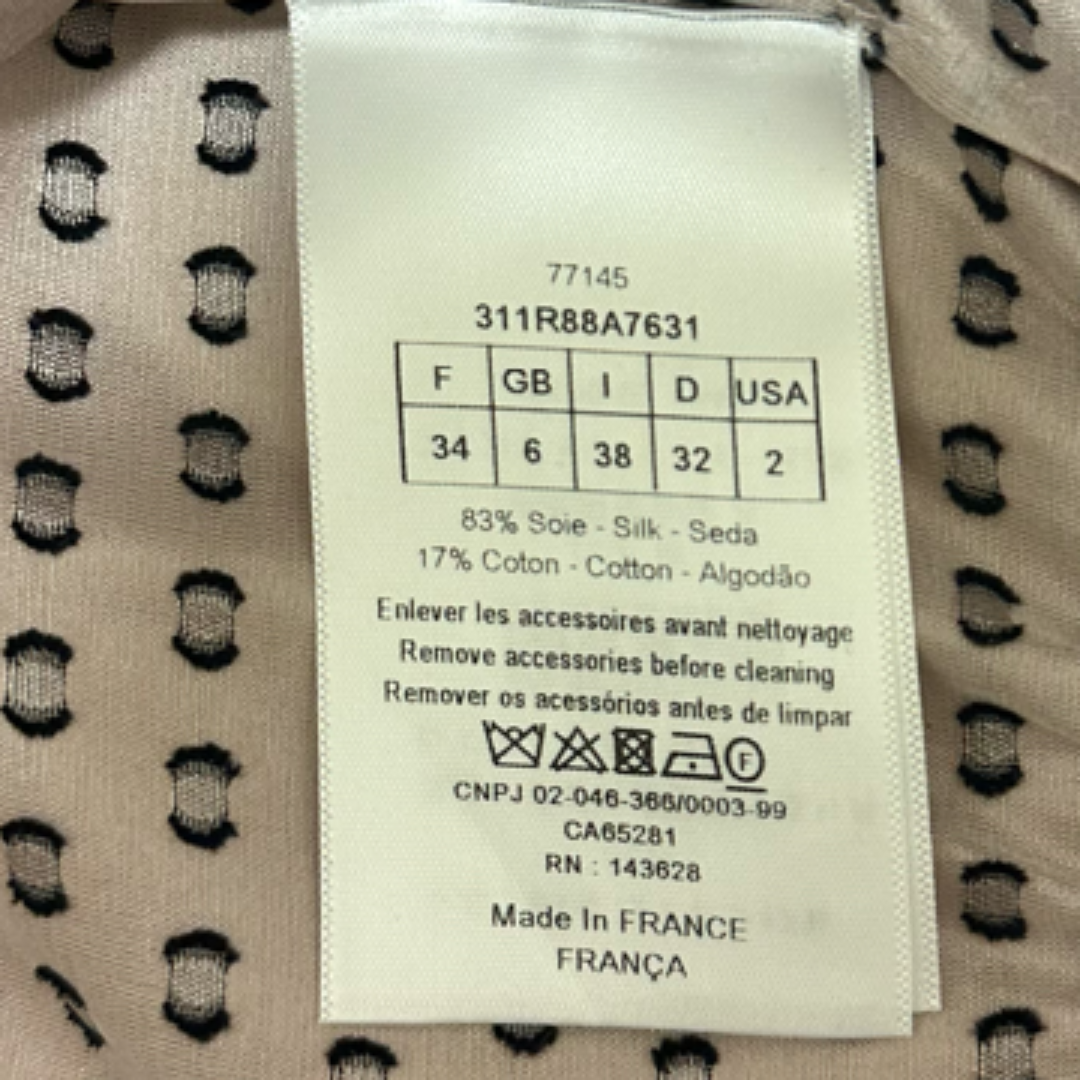 77145
311R88A7631
F GB I D USA
34 6 38 32 2
83% Soie - Silk - Seda
17% Coton - Cotton - Algodão
Enlever les accessoires avant nettoyage
Remove accessories before cleaning
Remover os acessórios antes de limpar
F
CNPJ 02-046-366/0003-99
CA65281
RN : 143628
Made In FRANCE
FRANÇA